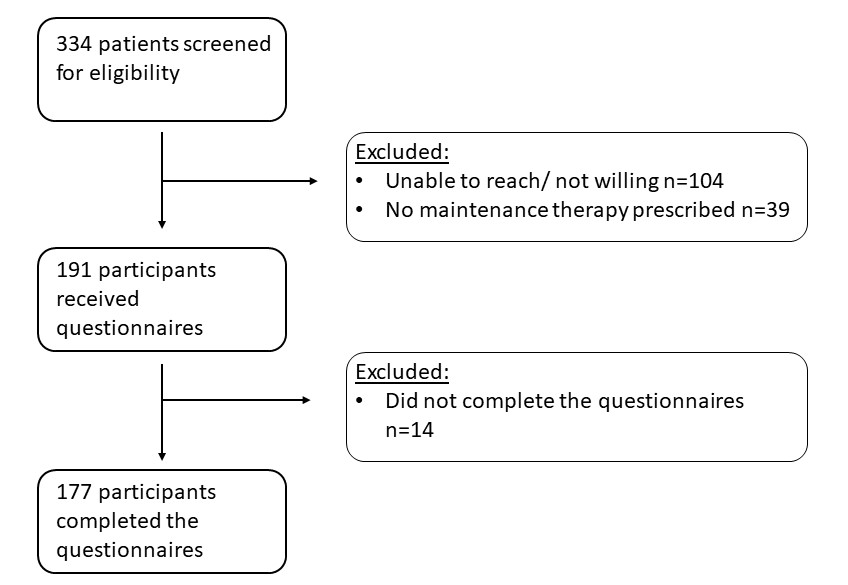 334 patients screened
for eligibility
Excluded:
• Unable to reach/ not willing n=104
• No maintenance therapy prescribed n=39
191 participants
received
questionnaires
Excluded:
• Did not complete the questionnaires
n=14
177 participants
completed the
questionnaires